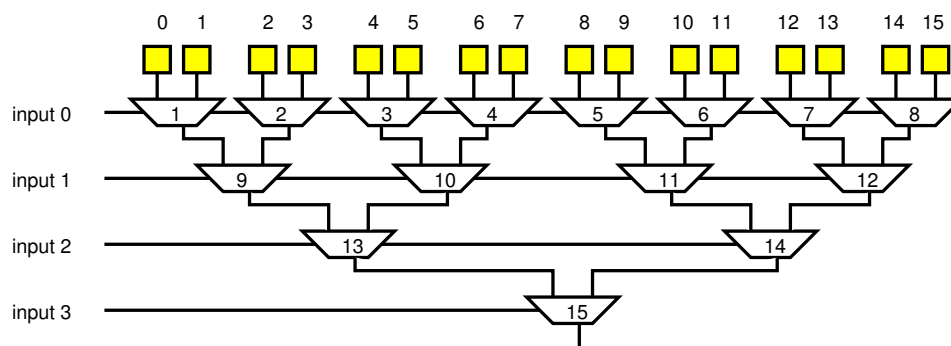 0 1 2 3 4 5 6 7 8 9 10 11 12 13 14 15
input 0 1 2 3 4 5 6 7 8
input 1 9 10 11 12
input 2 13 14
input 3 15